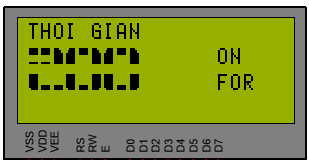 THOI GIAN
ON
FOR
VSS VDD VEE RS RW E D0 D1 D2 D3 D4 D5 D6 D7